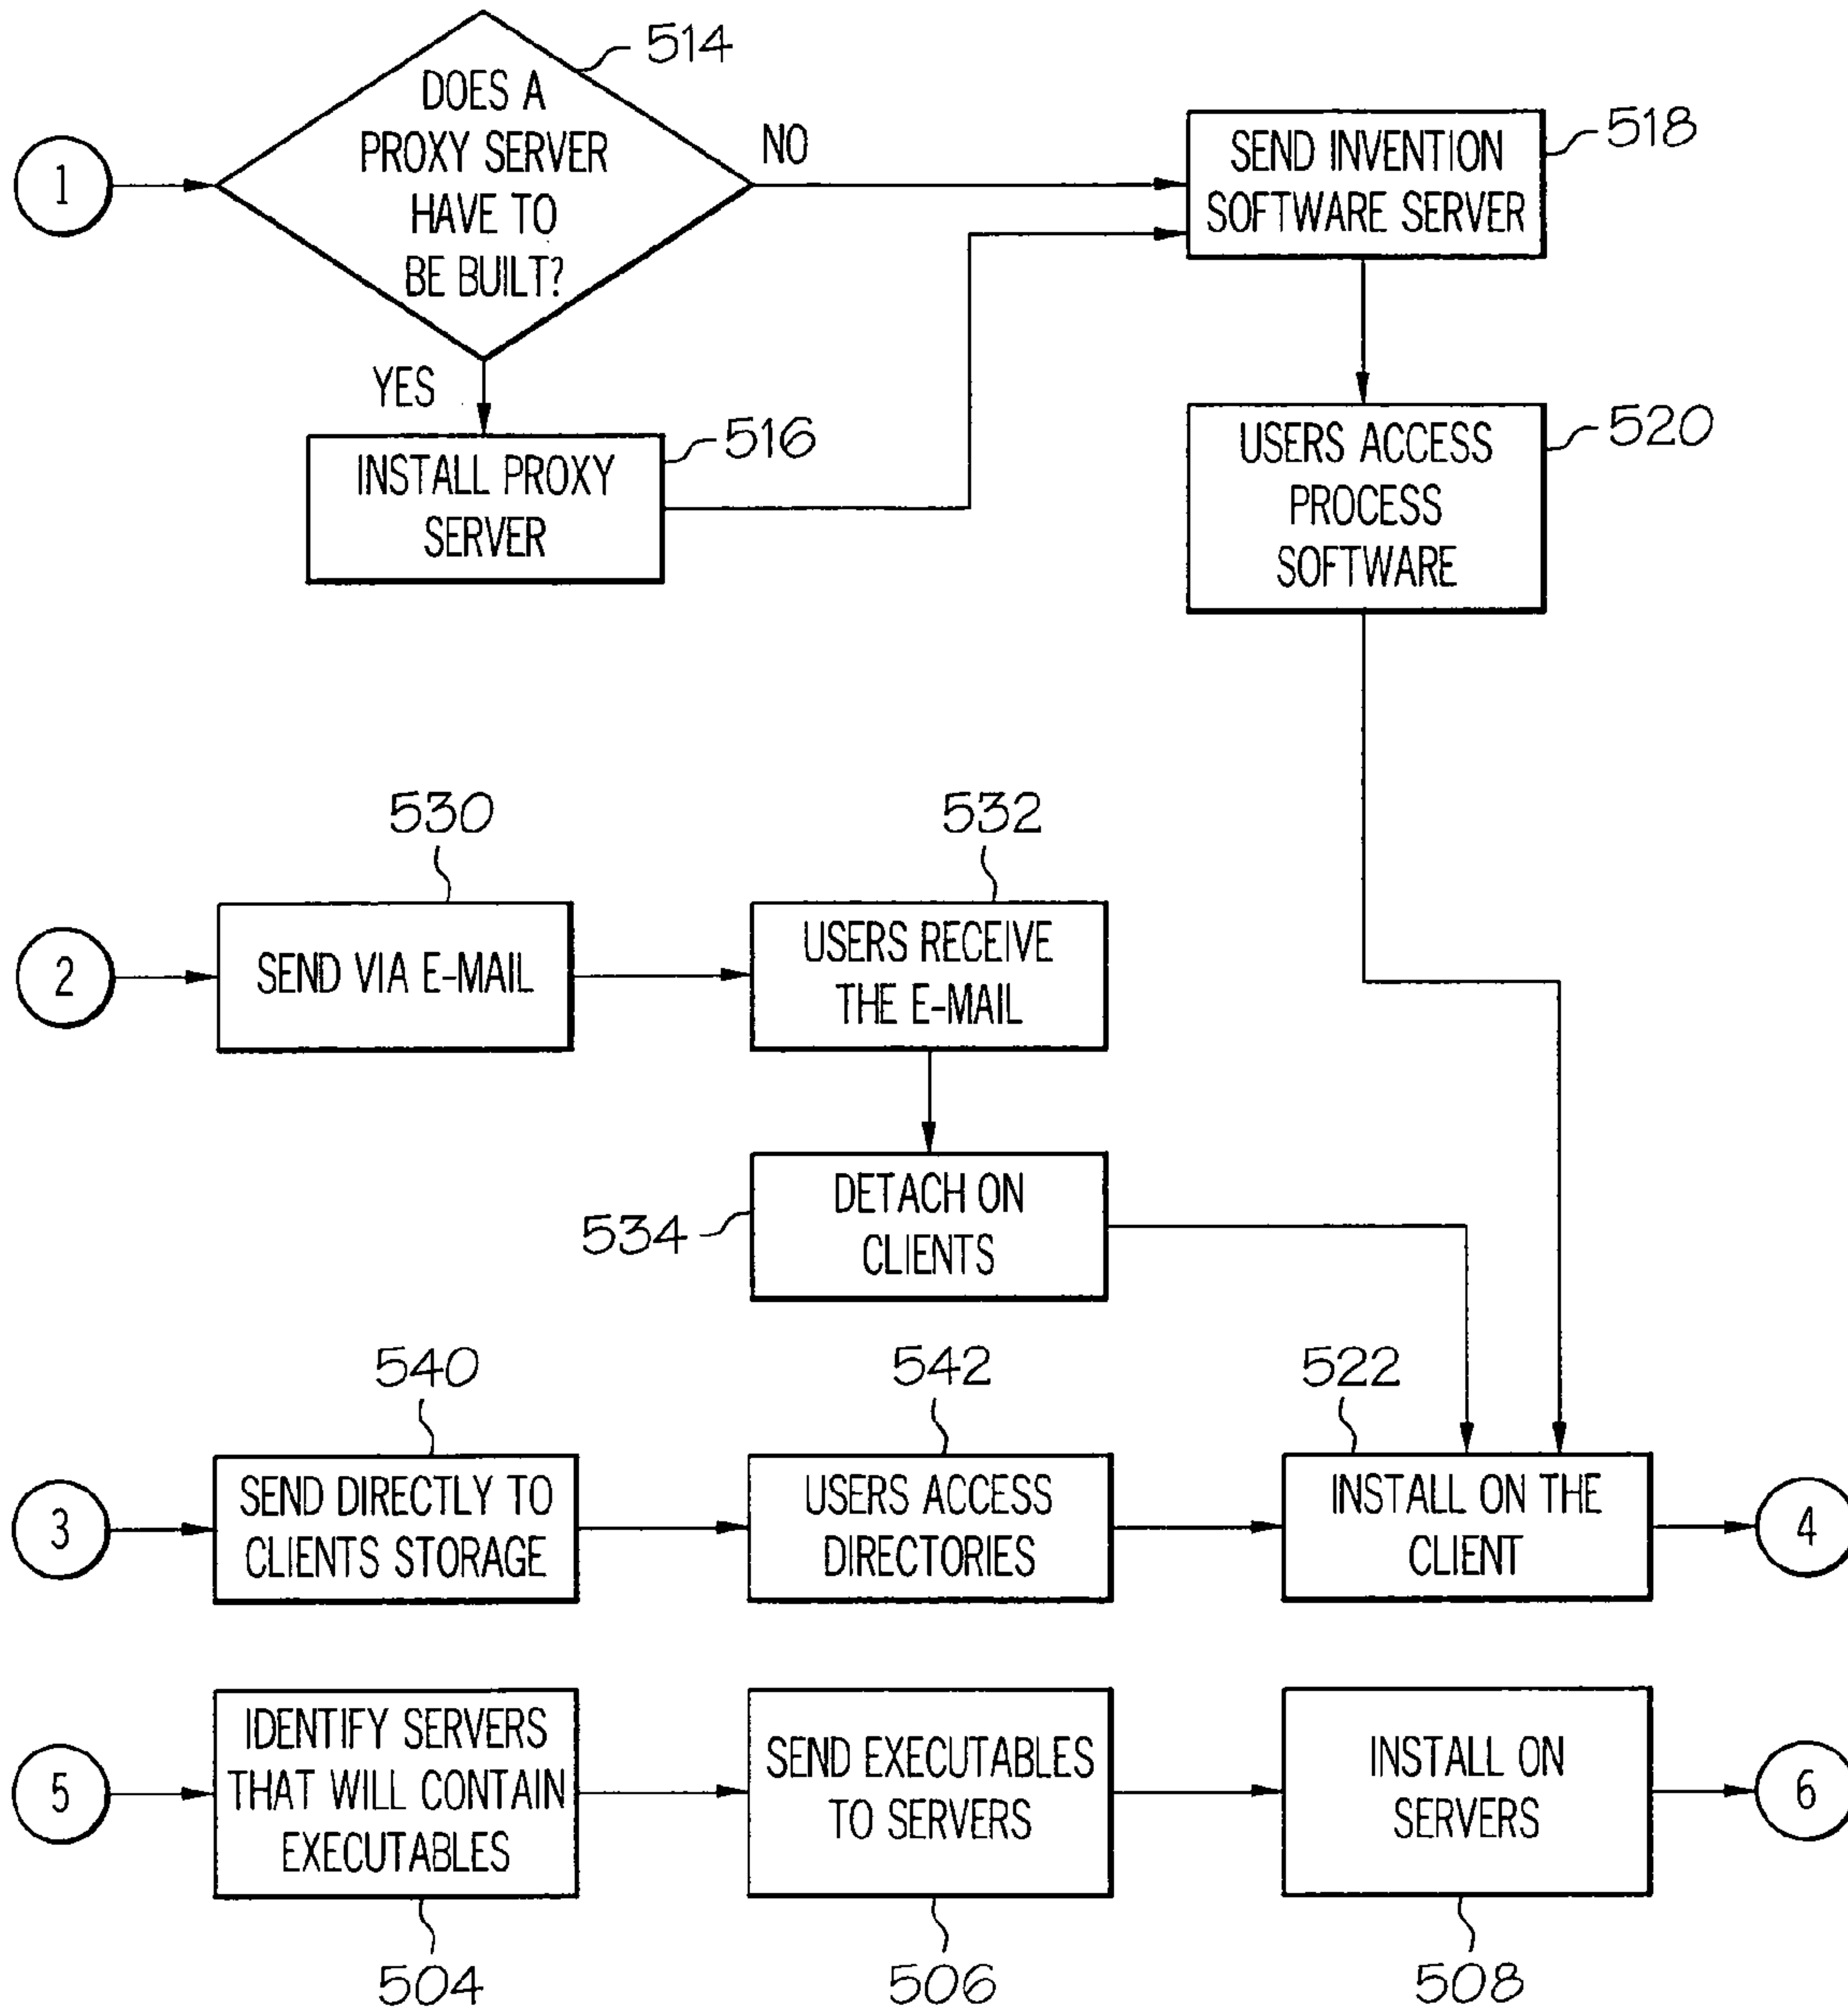 514
DOES A
PROXY SERVER
HAVE TO
BE BUILT?
1
NO
518
SEND INVENTION
SOFTWARE SERVER
YES
516
INSTALL PROXY
SERVER
520
USERS ACCESS
PROCESS
SOFTWARE
530
532
2
SEND VIA E-MAIL
USERS RECEIVE
THE E-MAIL
534
DETACH ON
CLIENTS
540
542
522
3
SEND DIRECTLY TO
CLIENTS STORAGE
USERS ACCESS
DIRECTORIES
INSTALL ON THE
CLIENT
4
5
IDENTIFY SERVERS
THAT WILL CONTAIN
EXECUTABLES
SEND EXECUTABLES
TO SERVERS
INSTALL ON
SERVERS
6
504
506
508